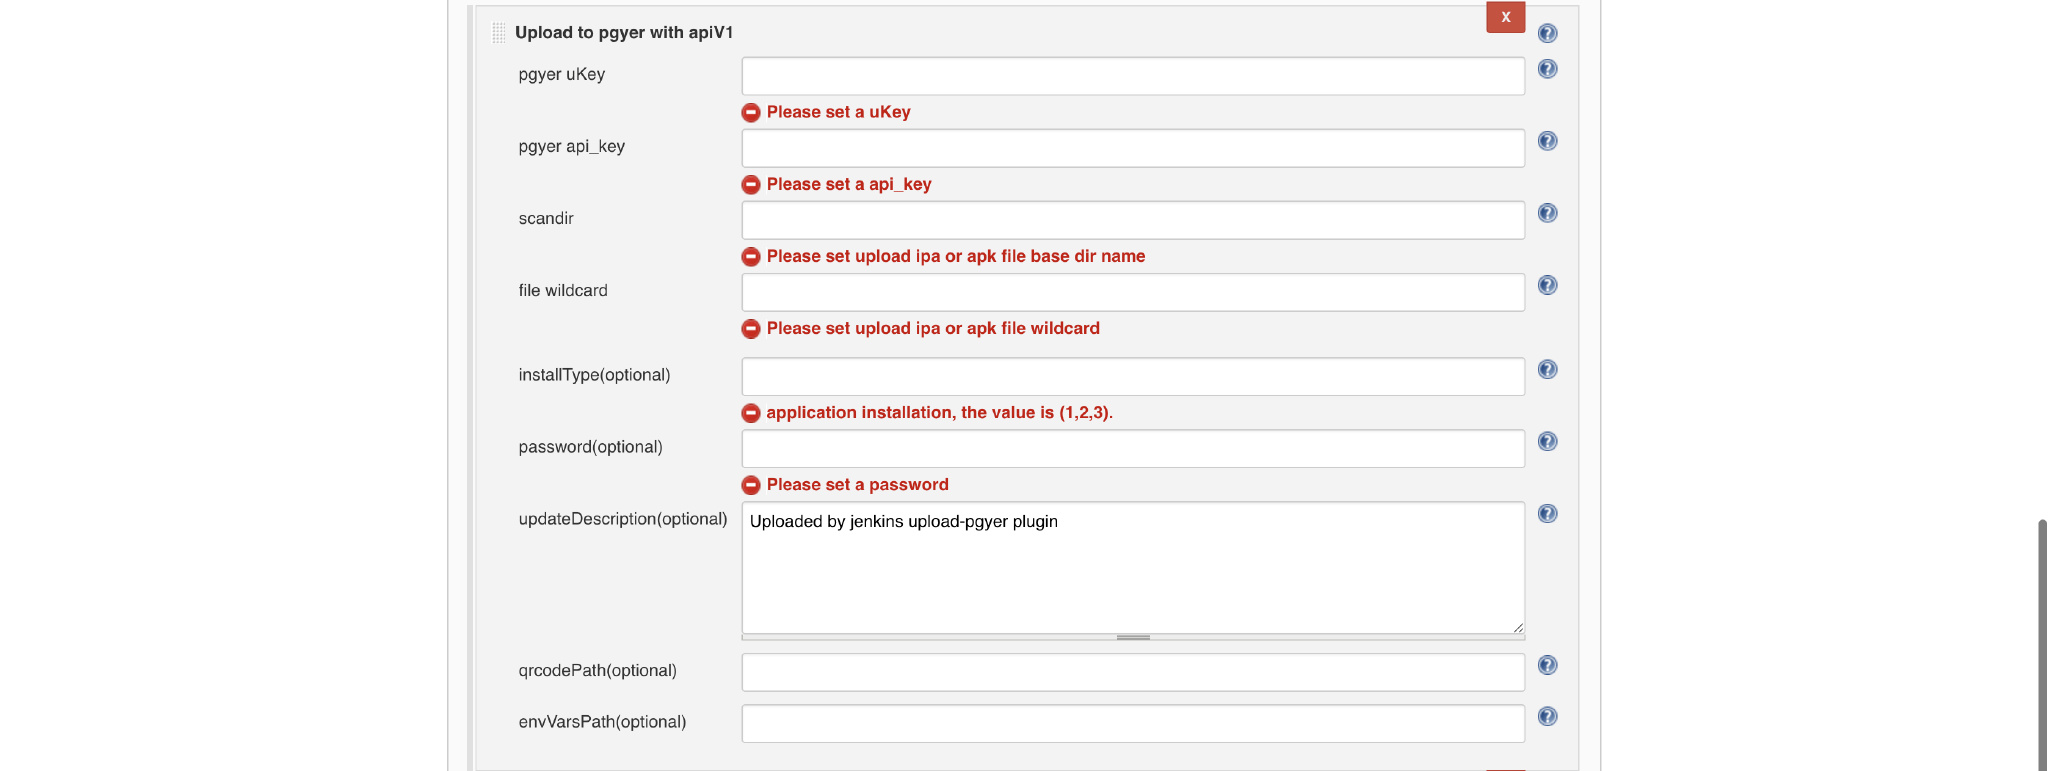 Upload to pgyer with apiV1
X
pgyer uKey
Please set a uKey
pgyer api_key
Please set a api_key
scandir
Please set upload ipa or apk file base dir name
file wildcard
Please set upload ipa or apk file wildcard
installType(optional)
application installation, the value is (1,2,3).
password(optional)
Please set a password
updateDescription(optional)
Uploaded by jenkins upload-pgyer plugin
qrcodePath(optional)
envVarsPath(optional)